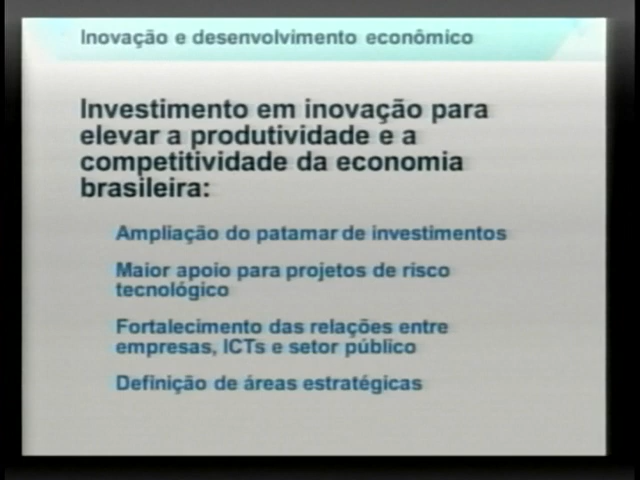 Inovação e desenvolvimento econômico
Investimento em inovação para
elevar a produtividade e a
competitividade da economia
brasileira:
Ampliação do patamar de investimentos
Maior apoio para projetos de risco
tecnológico
Fortalecimento das relações entre
empresas, ICTs e setor público
Definição de áreas estratégicas